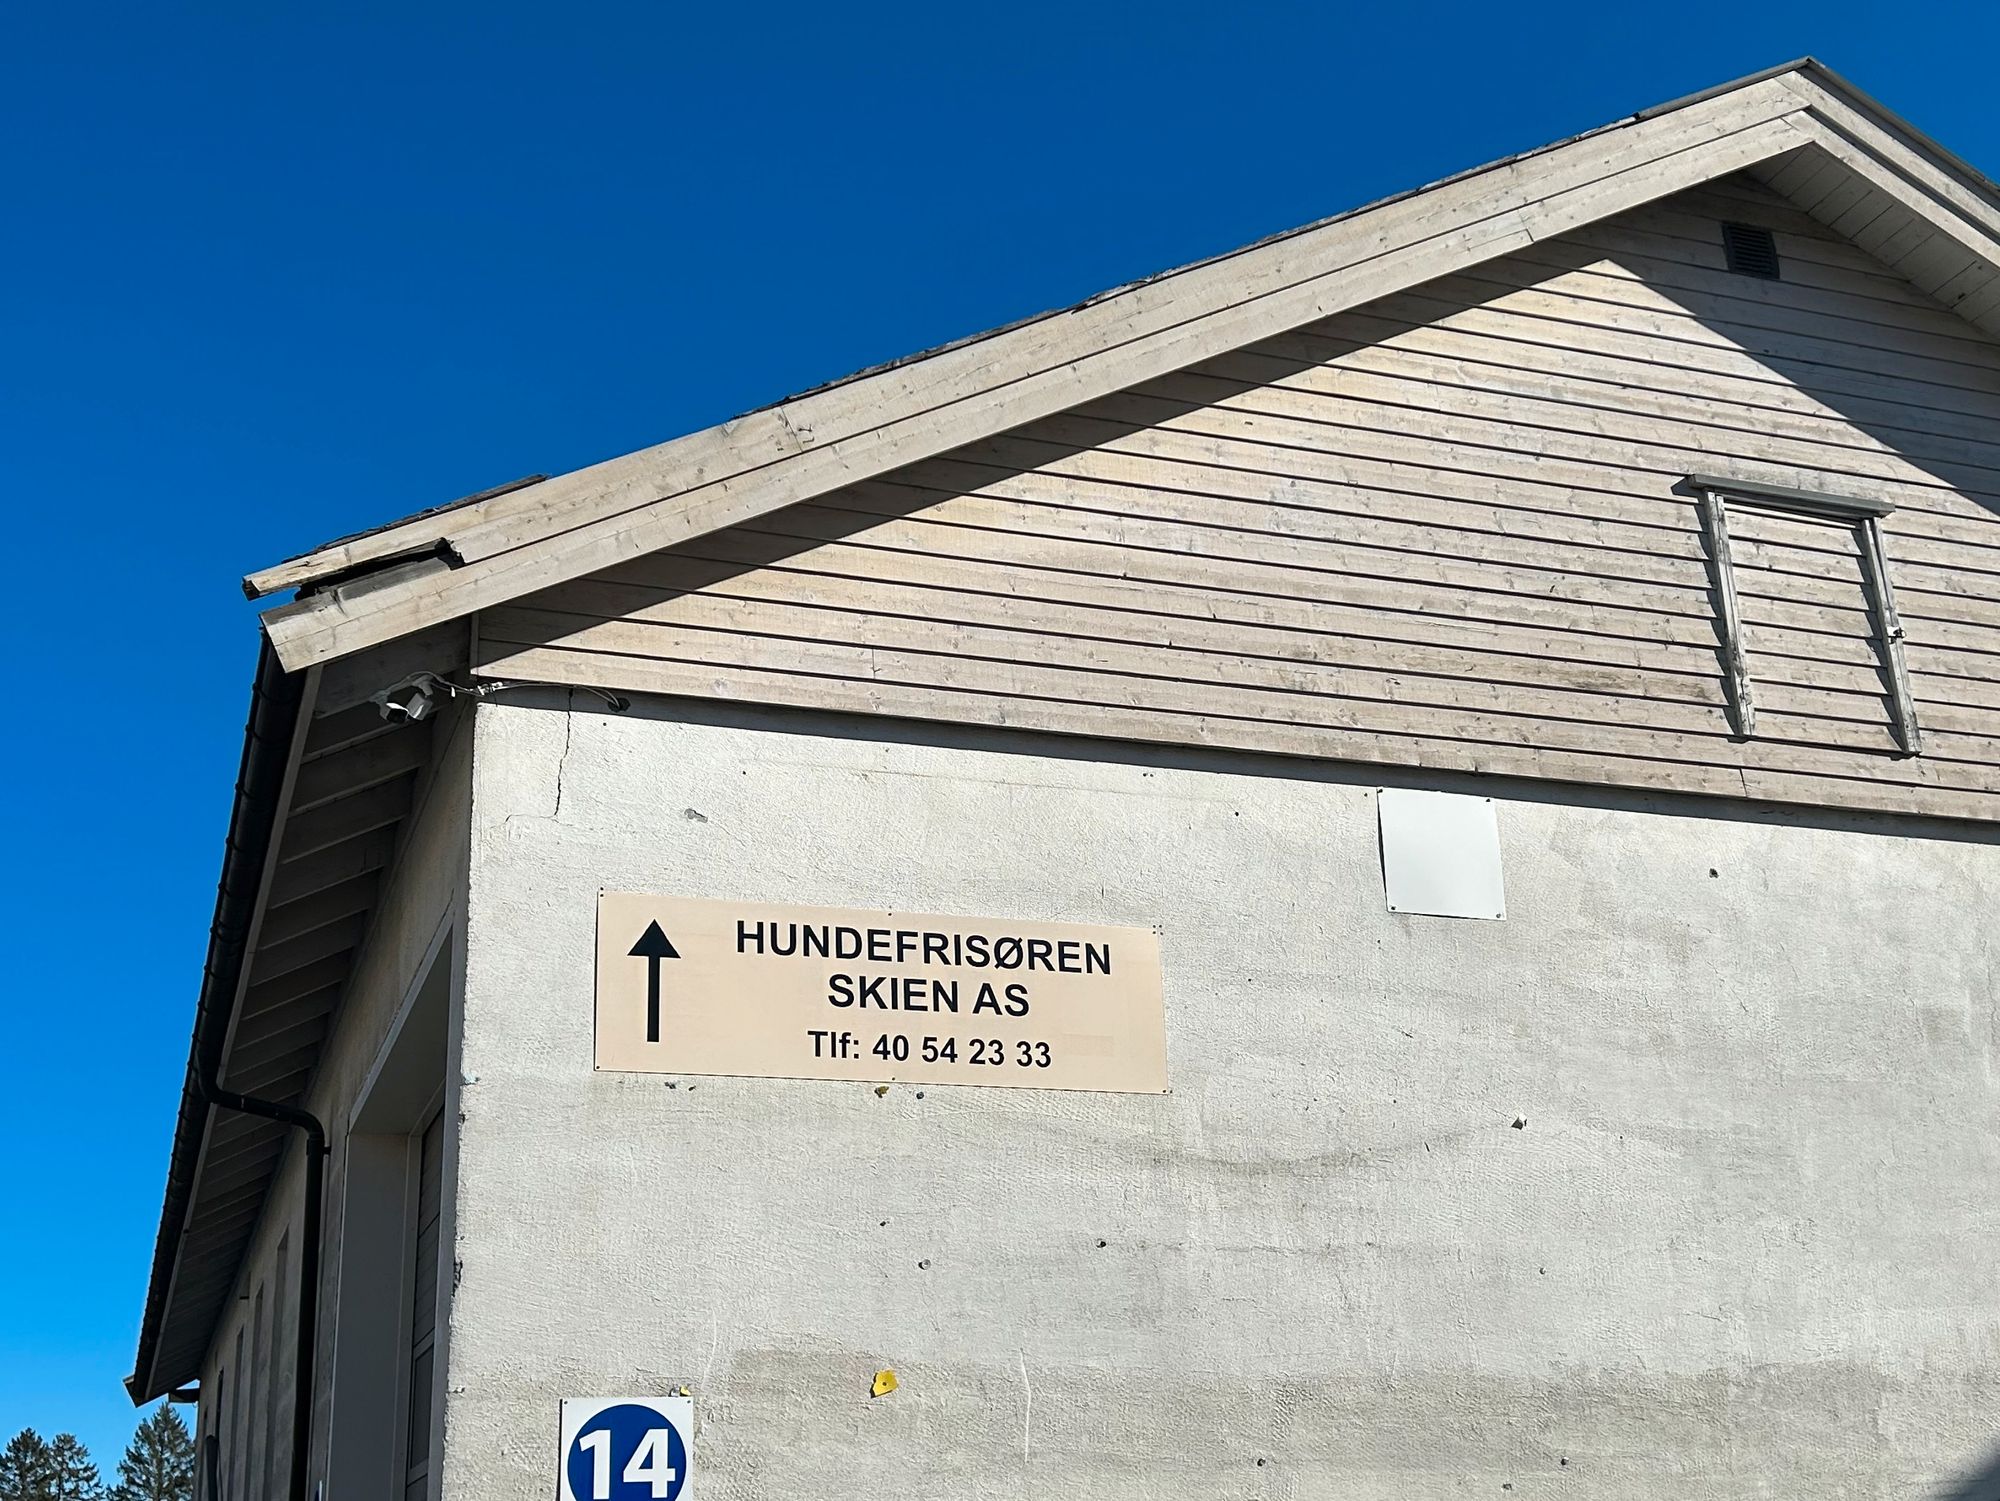 HUNDEFRISØREN
SKIEN AS
Tlf: 40 54 23 33
14